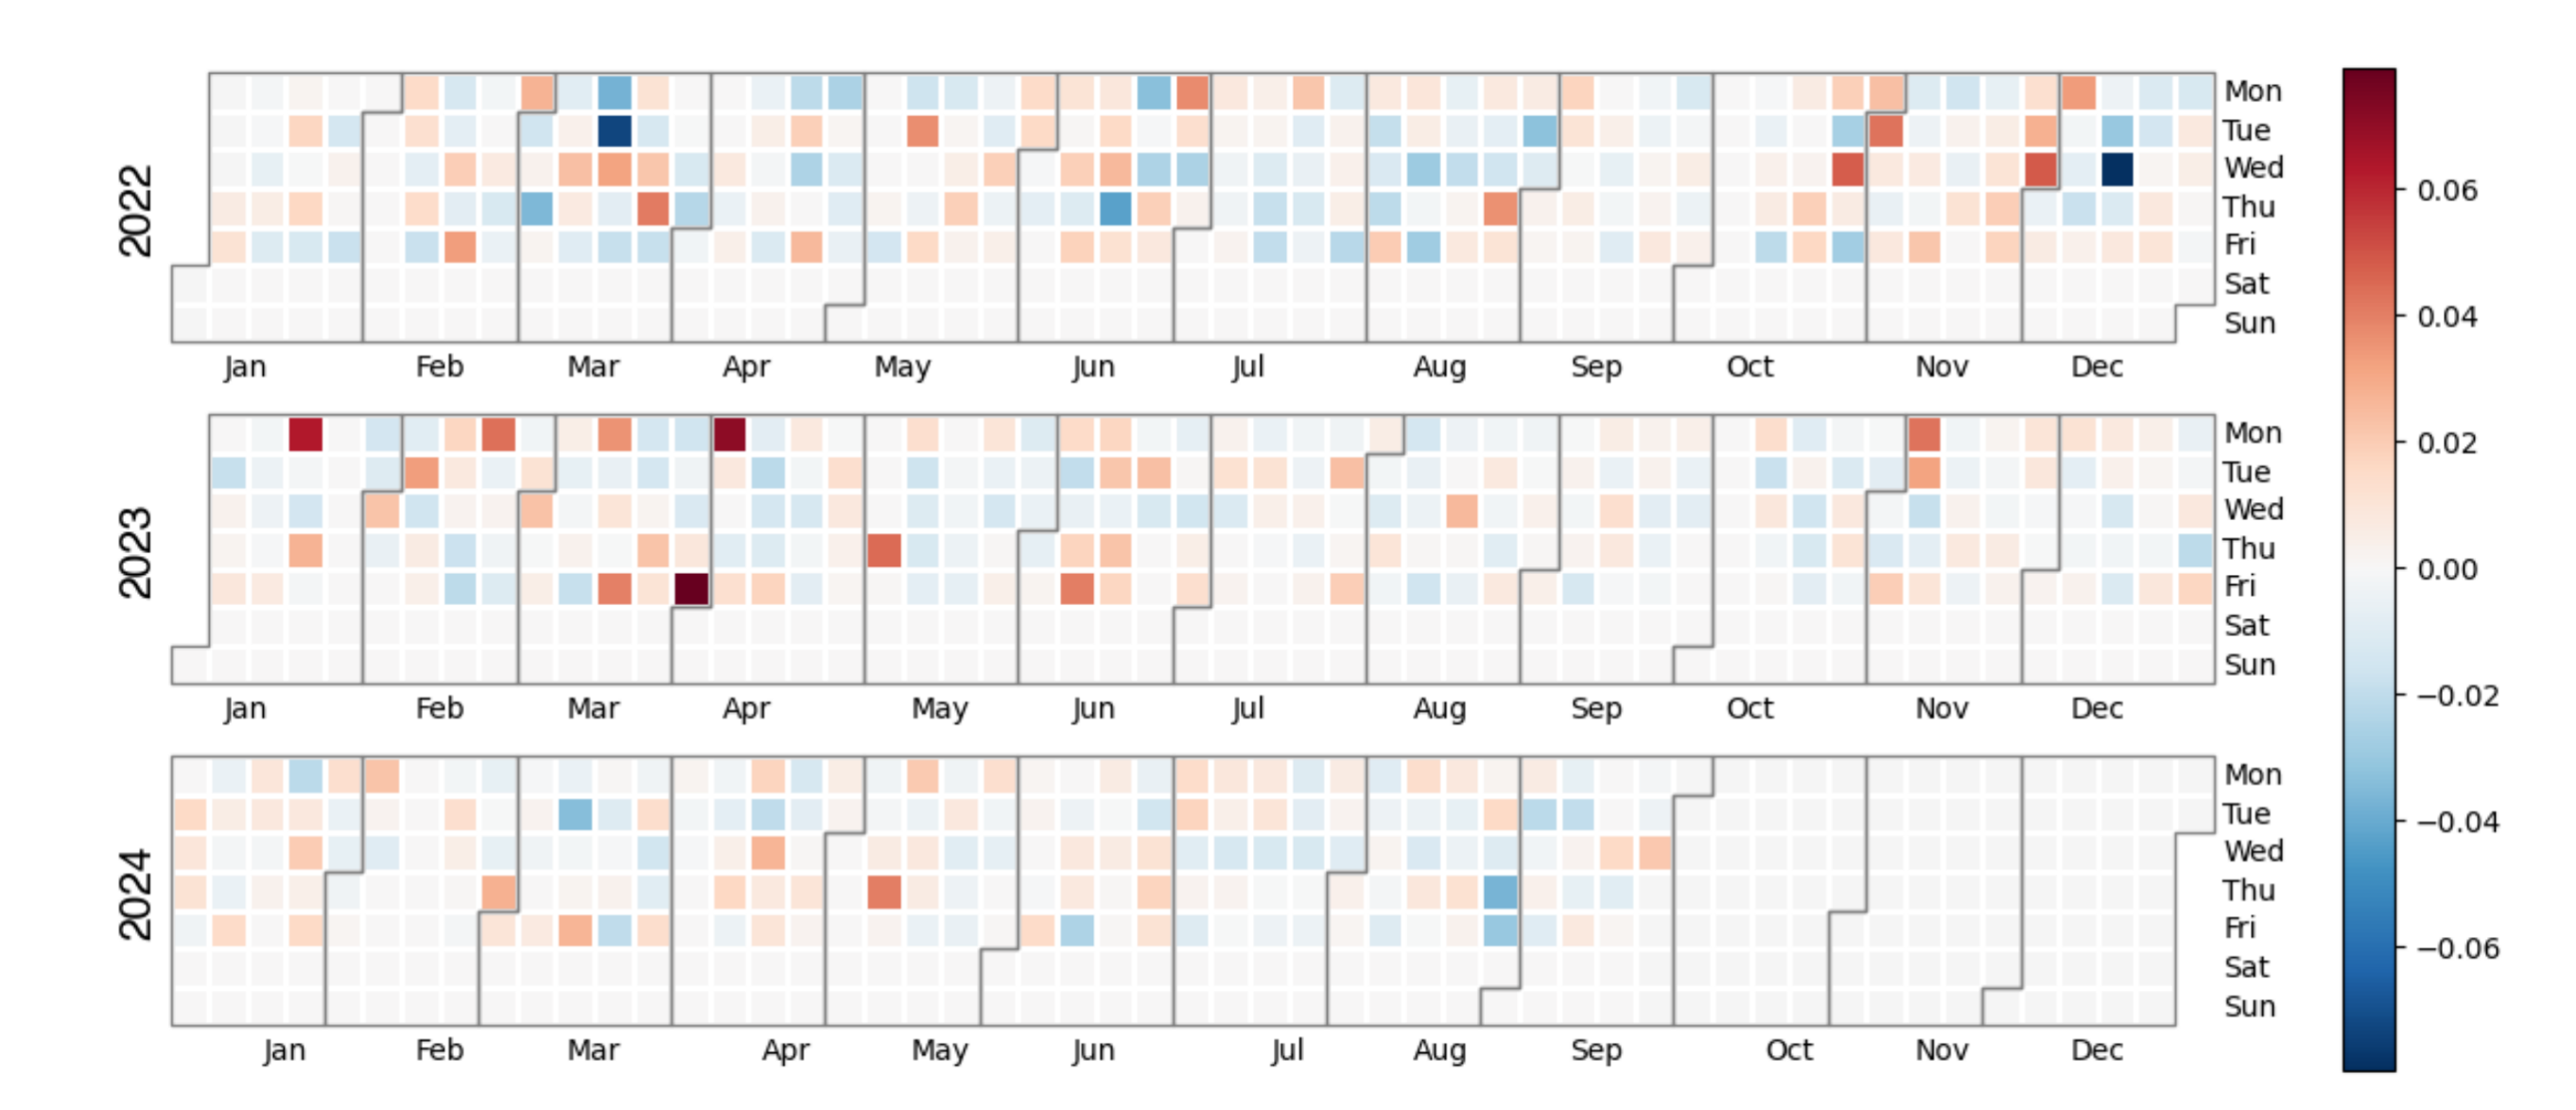 2022
Mon
Tue
Wed
Thu
Fri
Sat
Sun
Jan Feb Mar Apr May Jun Jul Aug Sep Oct Nov Dec
2023
Mon
Tue
Wed
Thu
Fri
Sat
Sun
Jan Feb Mar Apr May Jun Jul Aug Sep Oct Nov Dec
2024
Mon
Tue
Wed
Thu
Fri
Sat
Sun
Jan Feb Mar Apr May Jun Jul Aug Sep Oct Nov Dec
0.06
0.04
0.02
0.00
−0.02
−0.04
−0.06